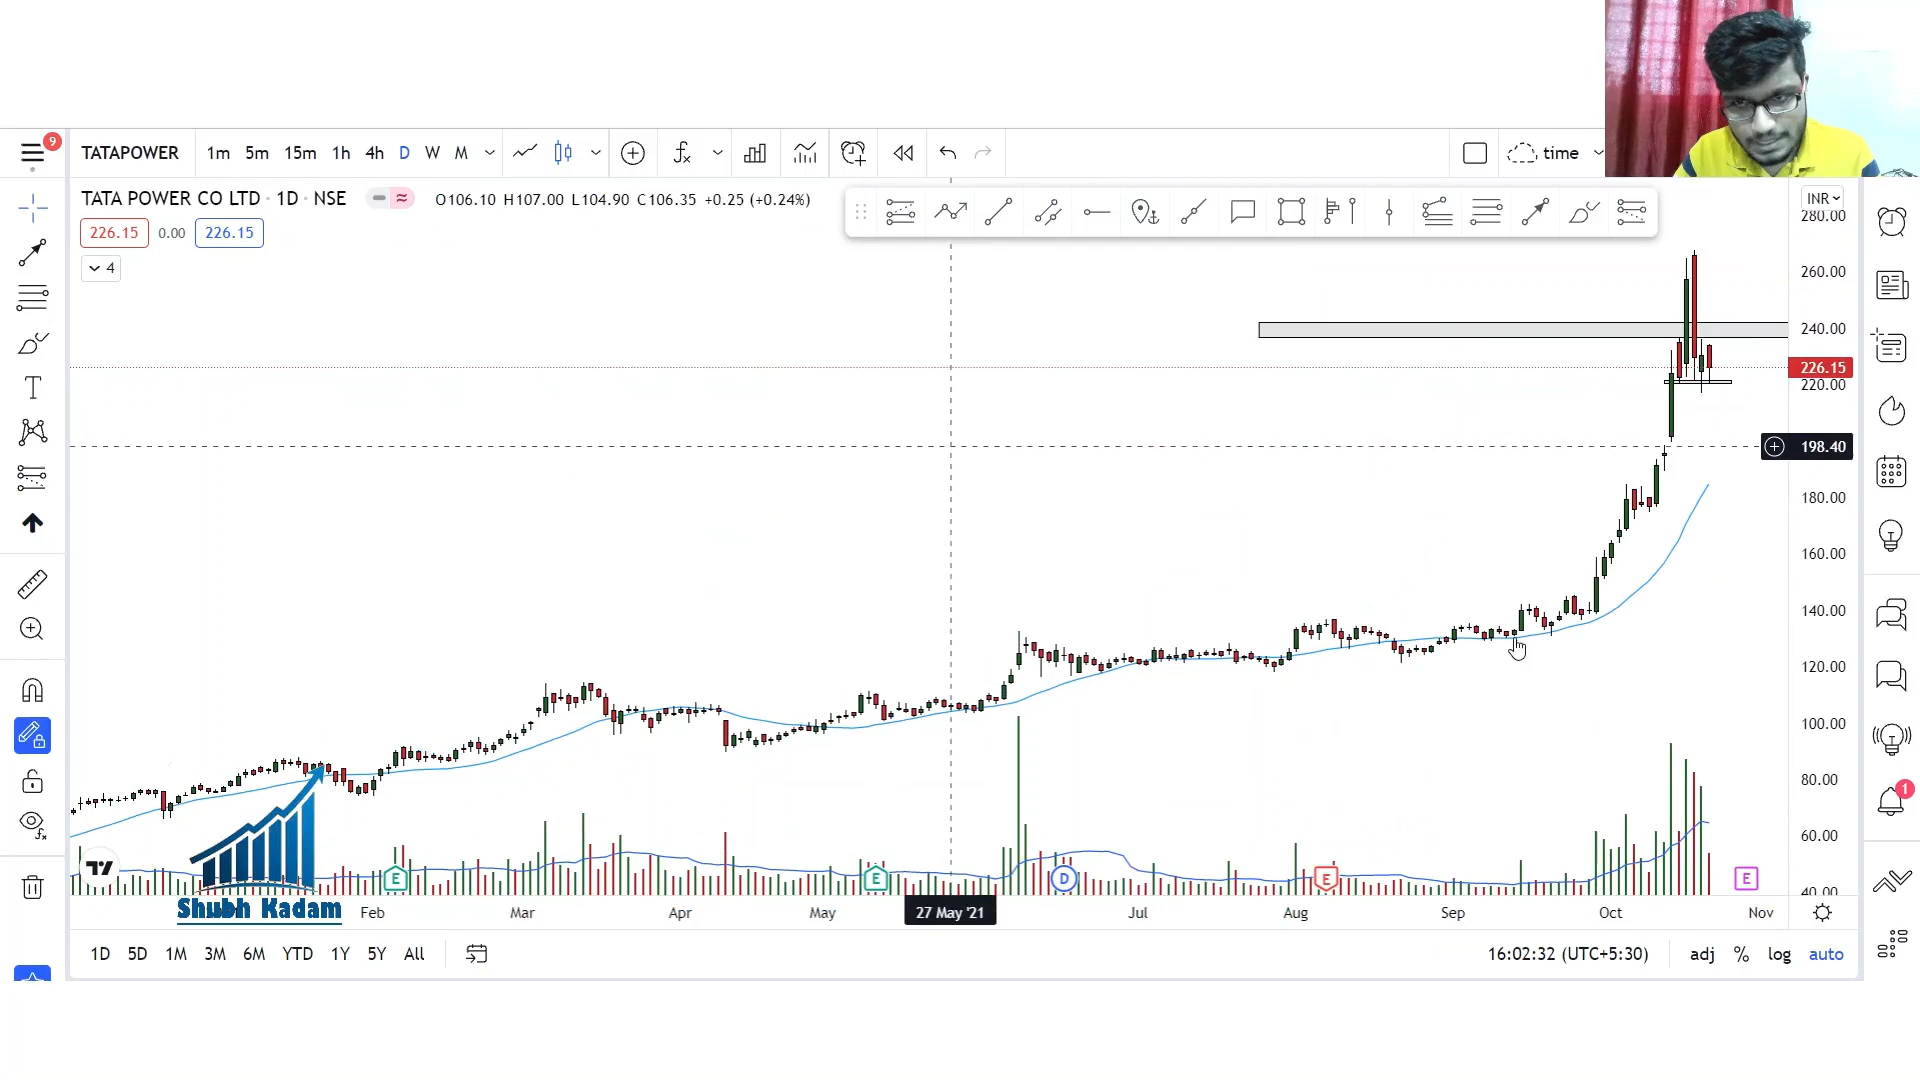 9
TATAPOWER 1m 5m 15m 1h 4h D W M time
TATA POWER CO LTD · 1D · NSE O106.10 H107.00 L104.90 C106.35 +0.25 (+0.24%)
INR
226.15 0.00 226.15
4
280.00
260.00
240.00
226.15
220.00
198.40
180.00
160.00
140.00
120.00
100.00
80.00
60.00
40.00
1
T
E E D E E
Shubh Kadam
Feb Mar Apr May 27 May '21 Jul Aug Sep Oct Nov
1D 5D 1M 3M 6M YTD 1Y 5Y All 16:02:32 (UTC+5:30) adj % log auto